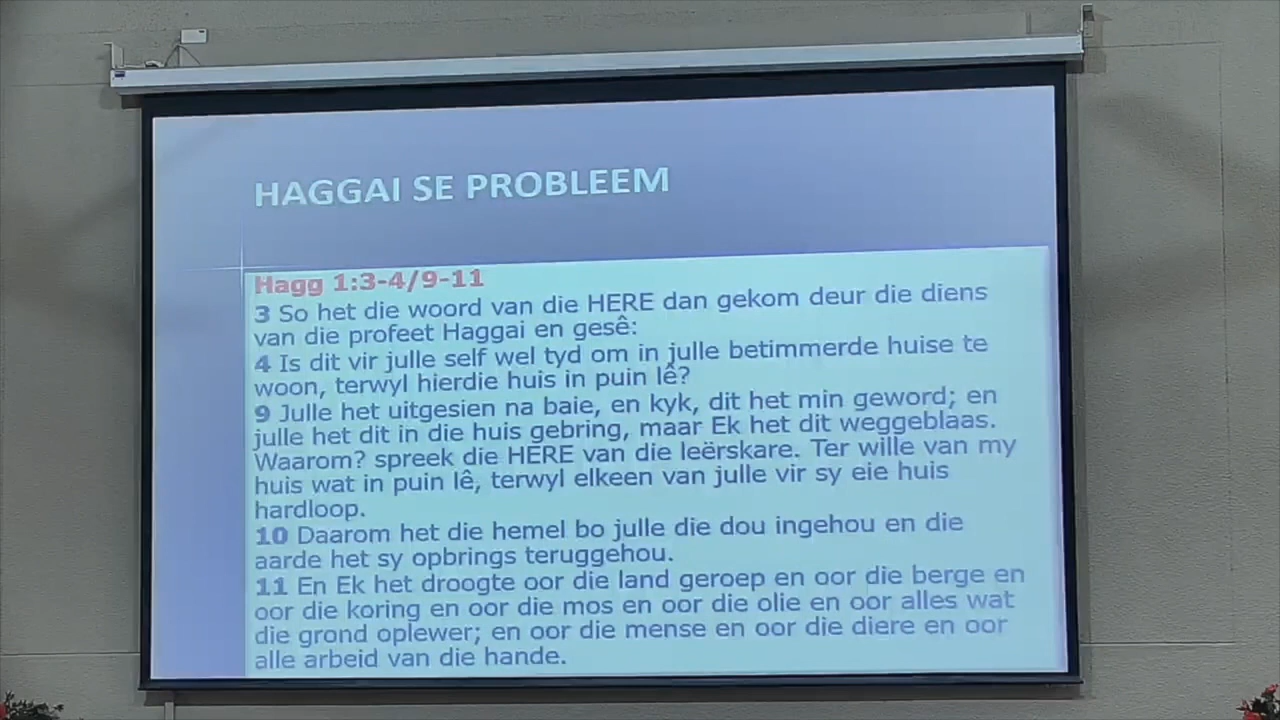 HAGGAI SE PROBLEEM
Hagg 1:3-4/9-11
3 So het die woord van die HERE dan gekom deur die diens
van die profeet Haggai en gesê:
4 Is dit vir julle self wel tyd om in julle betimmerde huise te
woon, terwyl hierdie huis in puin lê?
9 Julle het uitgesien na baie, en kyk, dit het min geword; en
julle het dit in die huis gebring, maar Ek het dit weggeblaas.
Waarom? spreek die HERE van die leërskare. Ter wille van my
huis wat in puin lê, terwyl elkeen van julle vir sy eie huis
hardloop.
10 Daarom het die hemel bo julle die dou ingehou en die
aarde het sy opbrings teruggehou.
11 En Ek het droogte oor die land geroep en oor die berge en
oor die koring en oor die mos en oor die olie en oor alles wat
die grond oplewer; en oor die mense en oor die diere en oor
alle arbeid van die hande.